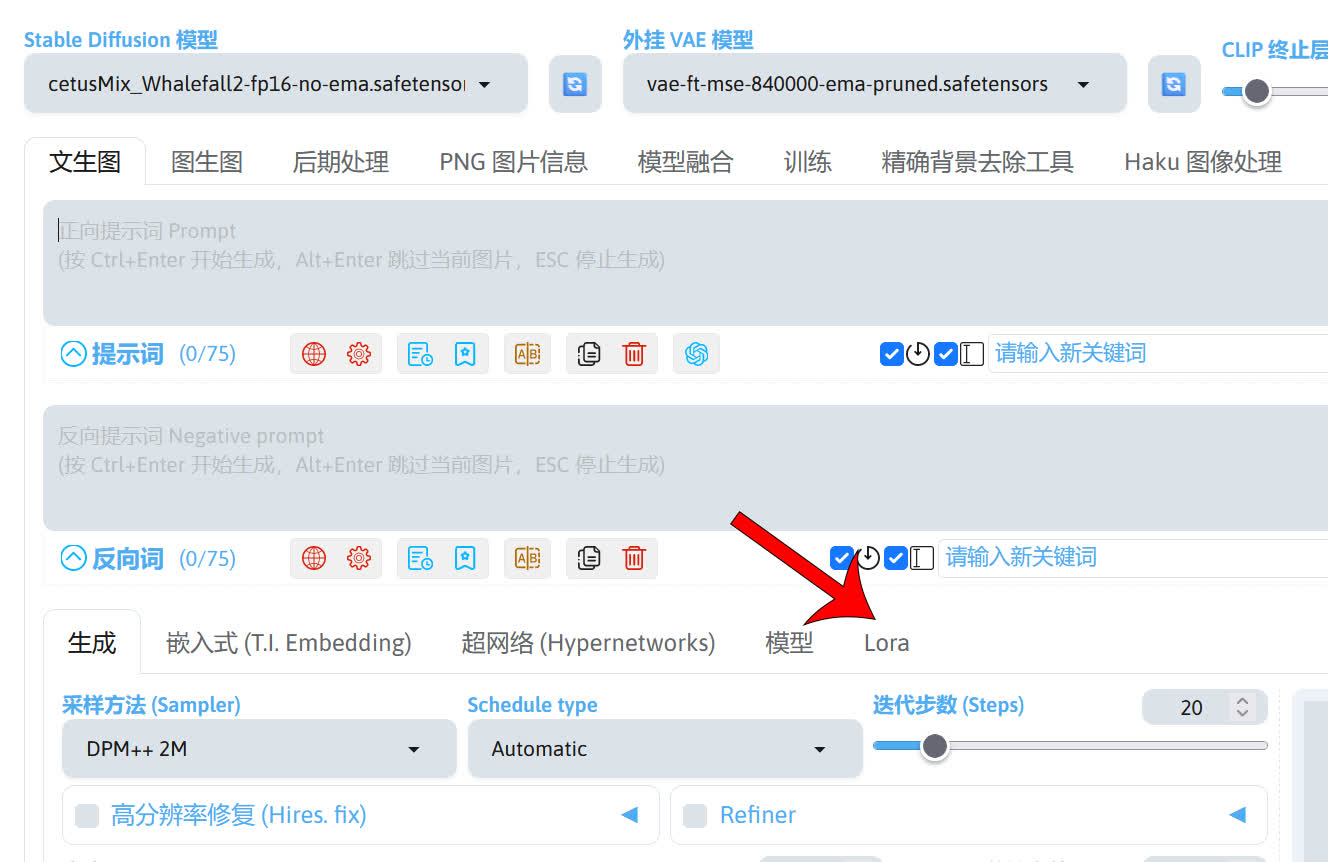 Stable Diffusion 模型
外挂 VAE 模型
CLIP 终止层
cetusMix_Whalefall2-fp16-no-ema.safetensor
vae-ft-mse-840000-ema-pruned.safetensors
文生图 图生图 后期处理 PNG 图片信息 模型融合 训练 精确背景去除工具 Haku 图像处理
正向提示词 Prompt
(按 Ctrl+Enter 开始生成，Alt+Enter 跳过当前图片，ESC 停止生成)
提示词 (0/75) 请输入新关键词
反向提示词 Negative prompt
(按 Ctrl+Enter 开始生成，Alt+Enter 跳过当前图片，ESC 停止生成)
反向词 (0/75) 请输入新关键词
生成 嵌入式 (T.I. Embedding) 超网络 (Hypernetworks) 模型 Lora
采样方法 (Sampler) Schedule type 迭代步数 (Steps) 20
DPM++ 2M Automatic
高分辨率修复 (Hires. fix) Refiner